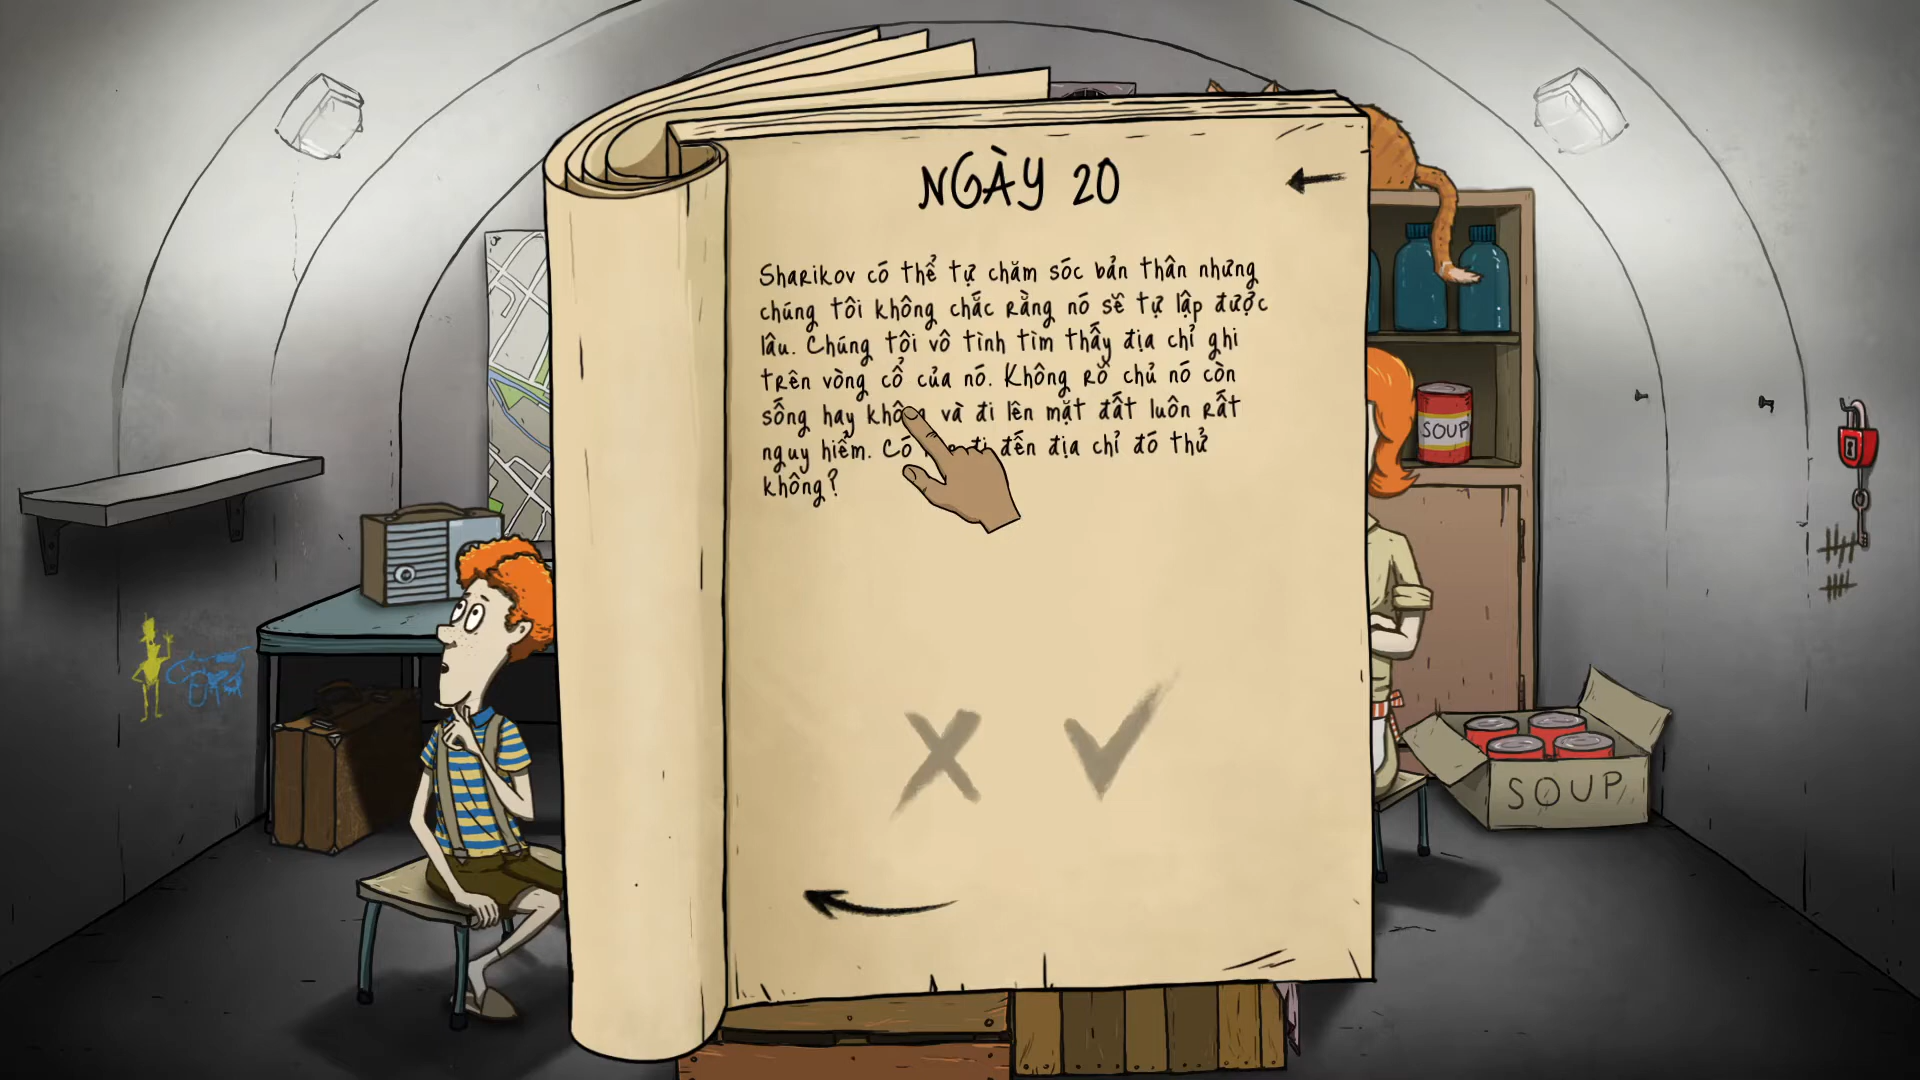 NGÀY 20
Sharikov có thể tự chăm sóc bản thân nhưng
chúng tôi không chắc rằng nó sẽ tự lập được
lâu. Chúng tôi vô tình tìm thấy địa chỉ ghi
trên vòng cổ của nó. Không rõ chủ nó còn
sống hay không và đi lên mặt đất luôn rất
nguy hiểm. Có đi đến địa chỉ đó thử
không?
SOUP
SOUP